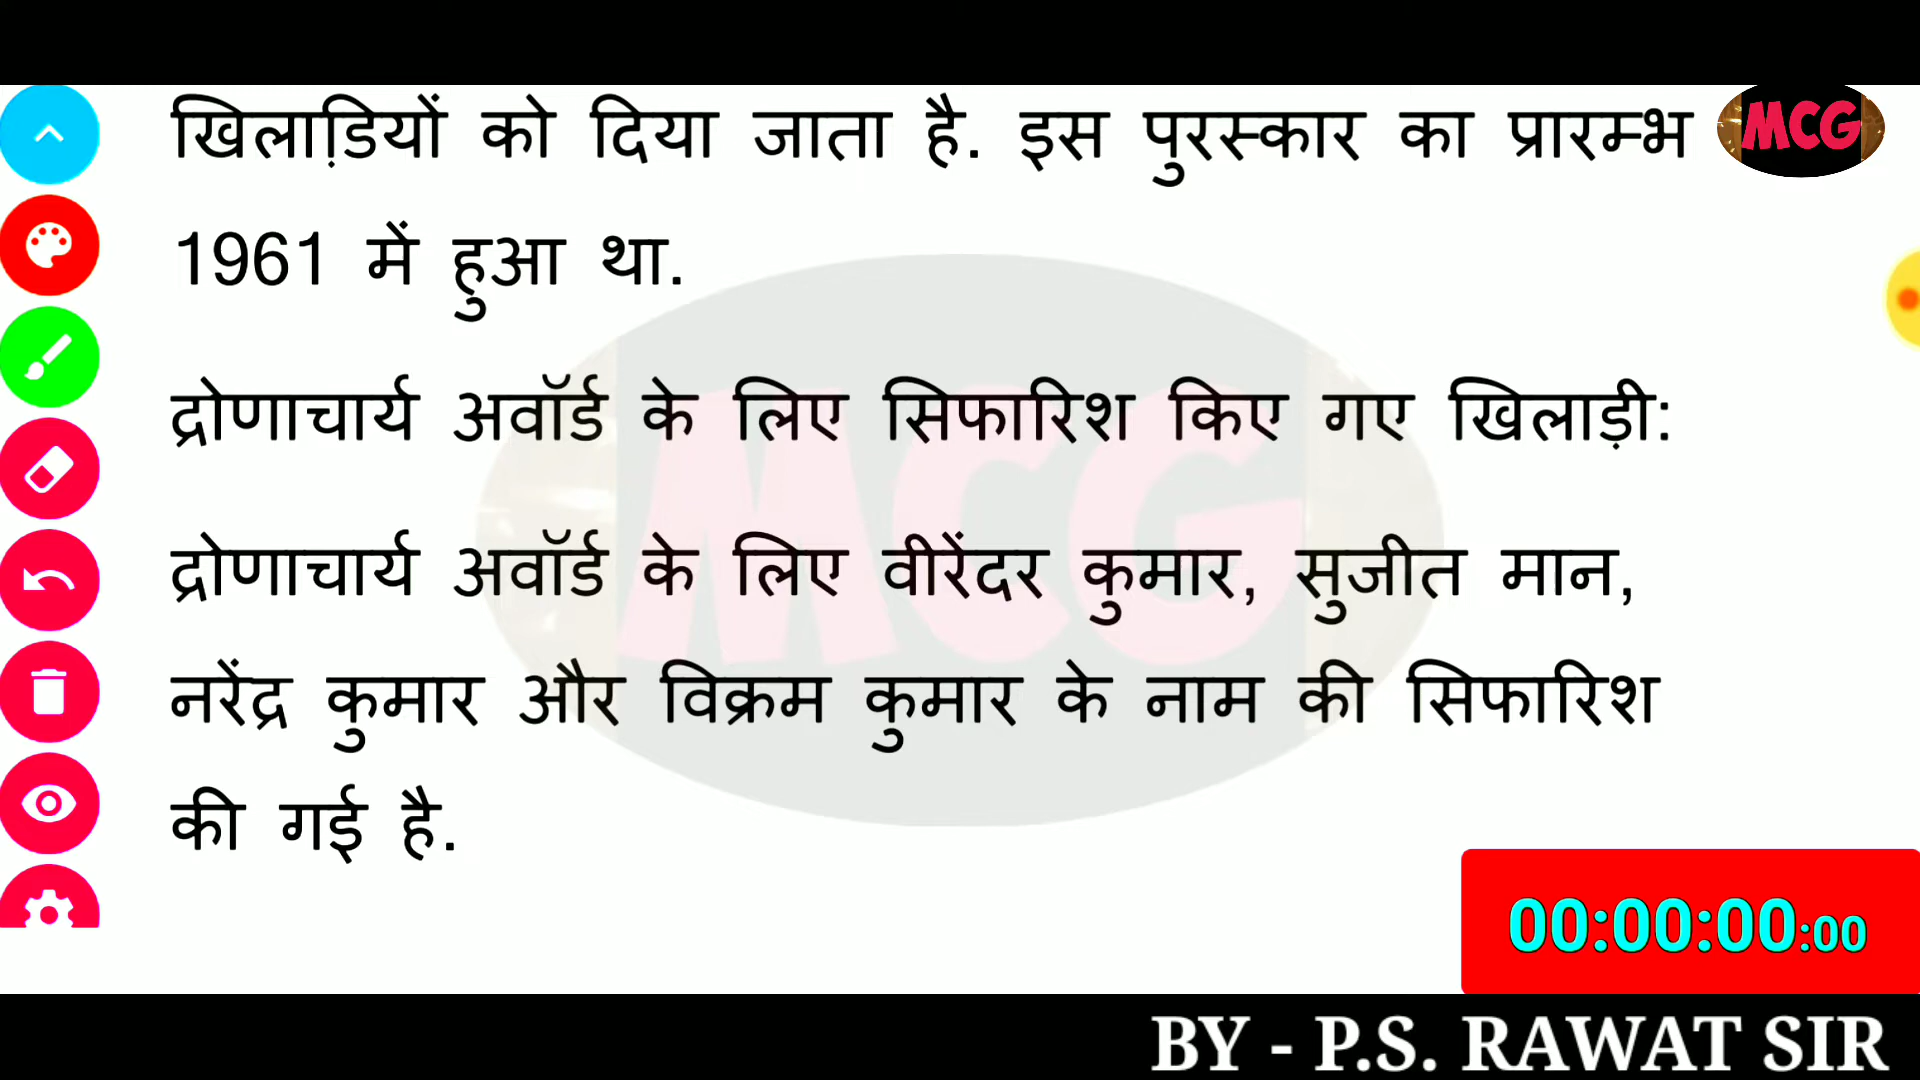 खिलाड़ियों को दिया जाता है. इस पुरस्कार का प्रारम्भ
MCG
1961 में हुआ था.
द्रोणाचार्य अवॉर्ड के लिए सिफारिश किए गए खिलाड़ी:
द्रोणाचार्य अवॉर्ड के लिए वीरेंदर कुमार, सुजीत मान,
नरेंद्र कुमार और विक्रम कुमार के नाम की सिफारिश
की गई है.
MCG
00:00:00:00
BY - P.S. RAWAT SIR